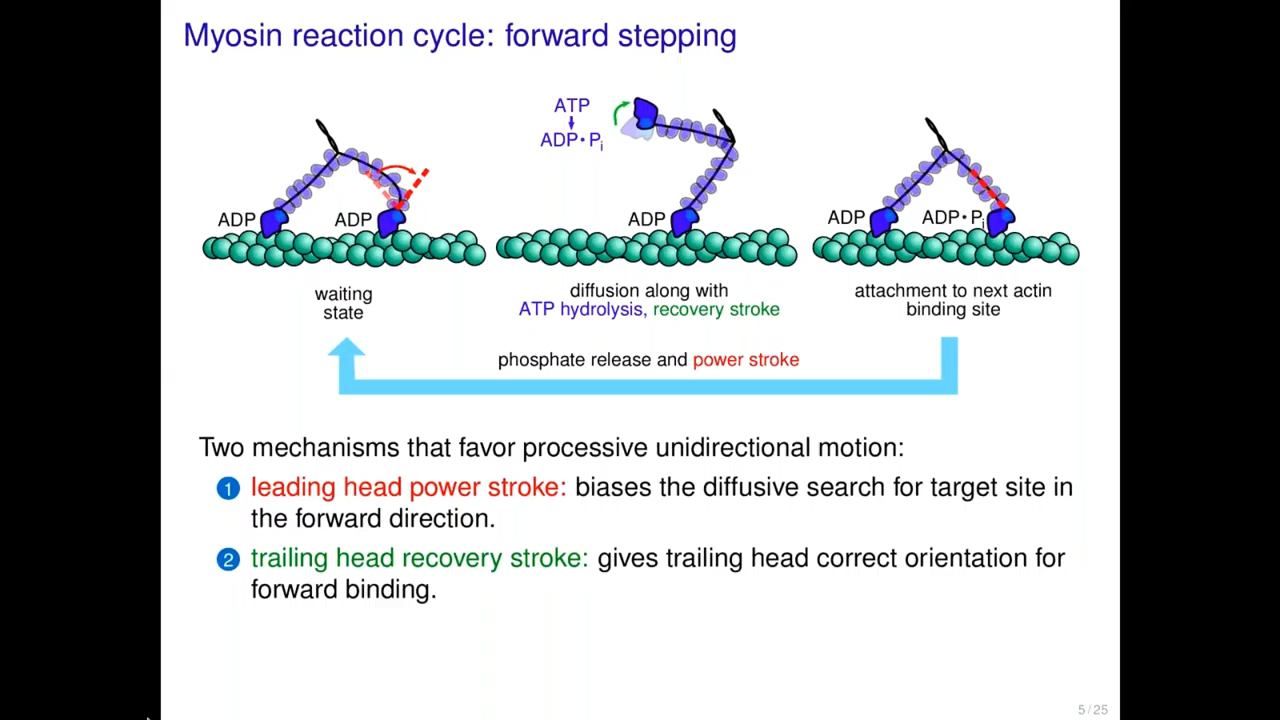 Myosin reaction cycle: forward stepping
ADP
ADP
waiting
state
ATP
ADP • Pi
ADP
diffusion along with
ATP hydrolysis, recovery stroke
ADP
ADP • Pi
attachment to next actin
binding site
phosphate release and power stroke
Two mechanisms that favor processive unidirectional motion:
1 leading head power stroke: biases the diffusive search for target site in
the forward direction.
2 trailing head recovery stroke: gives trailing head correct orientation for
forward binding.
5 / 25